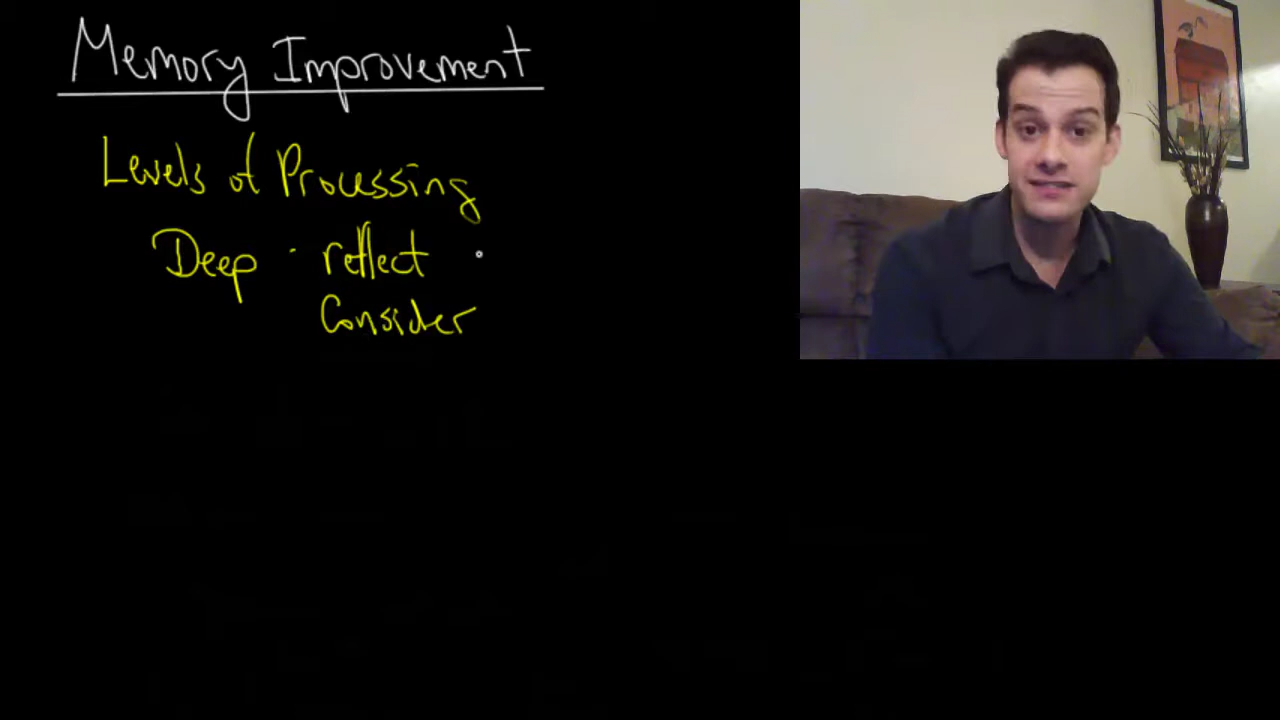 Memory Improvement
Levels of Processing
Deep - reflect
Consider